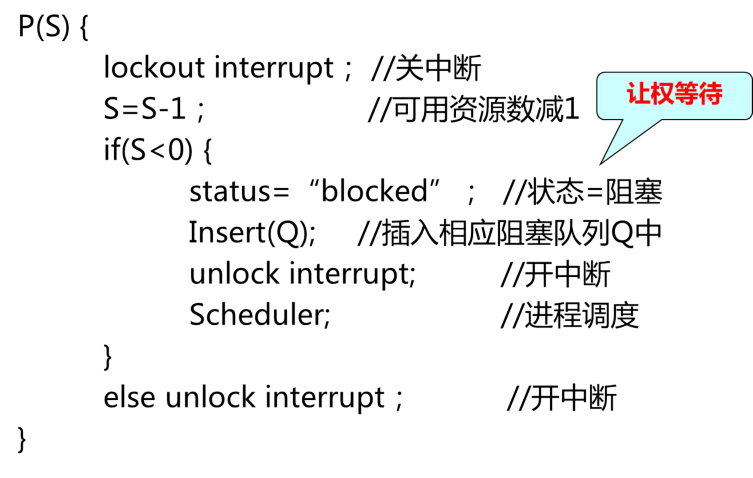 P(S) {
lockout interrupt ; //关中断
让权等待
S=S-1 ; //可用资源数减1
if(S<0) {
status= “blocked” ; //状态=阻塞
Insert(Q); //插入相应阻塞队列Q中
unlock interrupt; //开中断
Scheduler; //进程调度
}
else unlock interrupt ; //开中断
}